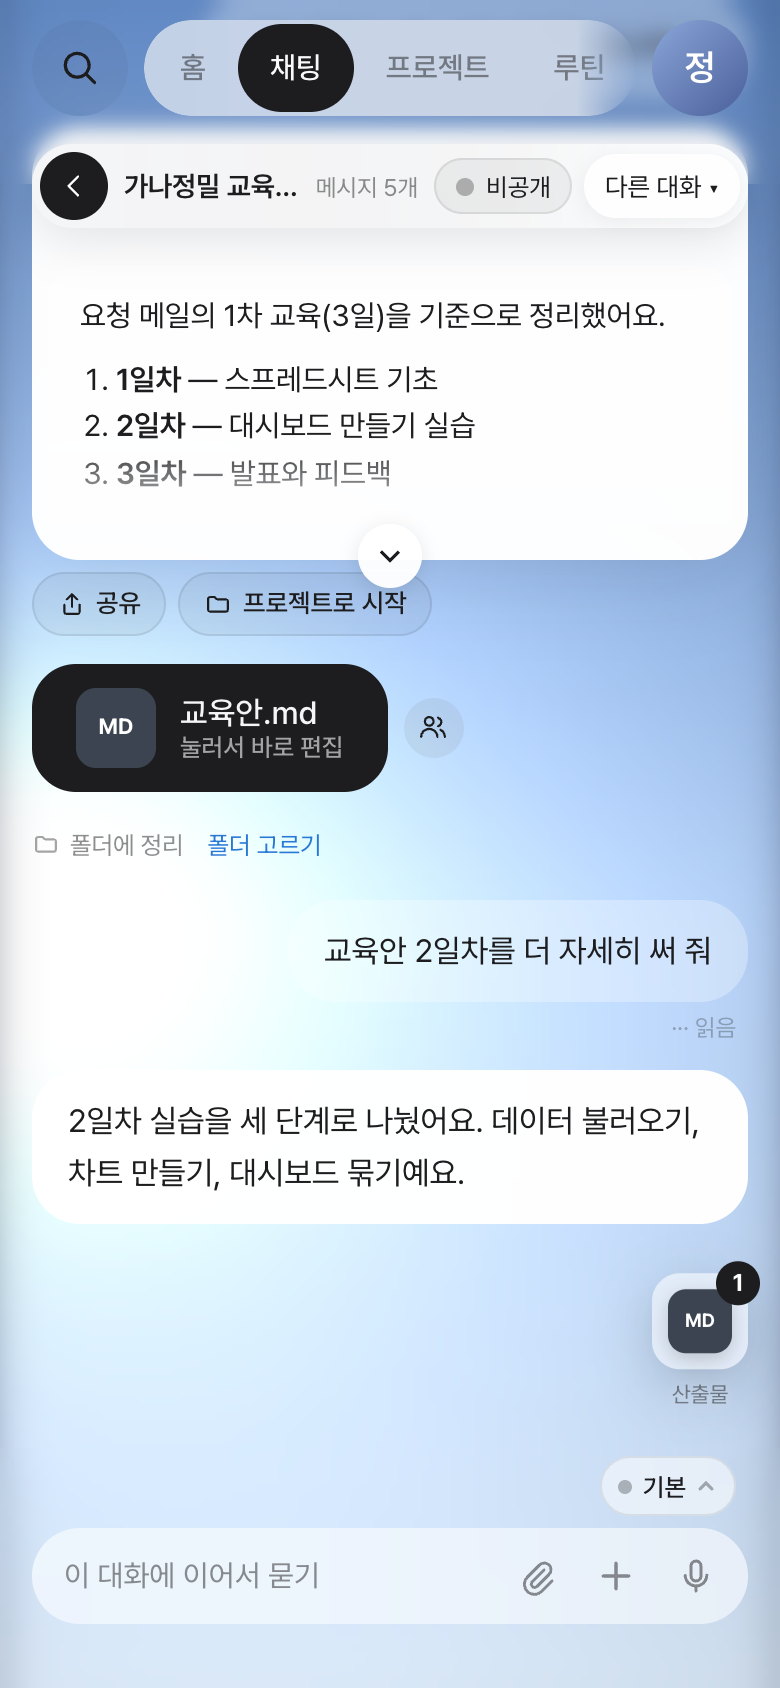 홈 채팅 프로젝트 루틴 정
가나정밀 교육... 메시지 5개 비공개 다른 대화 ▾
요청 메일의 1차 교육(3일)을 기준으로 정리했어요.
1. 1일차 — 스프레드시트 기초
2. 2일차 — 대시보드 만들기 실습
3. 3일차 — 발표와 피드백
공유 프로젝트로 시작
MD 교육안.md
눌러서 바로 편집
폴더에 정리 폴더 고르기
교육안 2일차를 더 자세히 써 줘
··· 읽음
2일차 실습을 세 단계로 나눴어요. 데이터 불러오기,
차트 만들기, 대시보드 묶기예요.
1
MD
산출물
기본
이 대화에 이어서 묻기